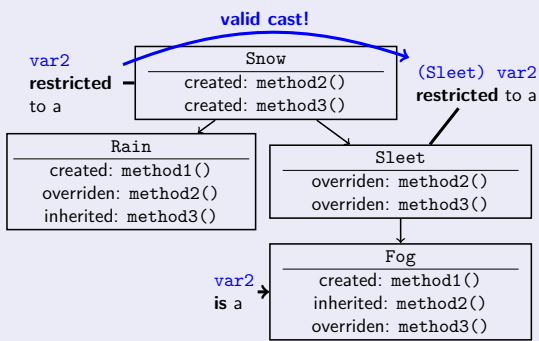 valid cast!
var2
restricted
to a
Snow
created: method2()
created: method3()
(Sleet) var2
restricted to a
Rain
created: method1()
overriden: method2()
inherited: method3()
Sleet
overriden: method2()
overriden: method3()
var2
is a
Fog
created: method1()
inherited: method2()
overriden: method3()